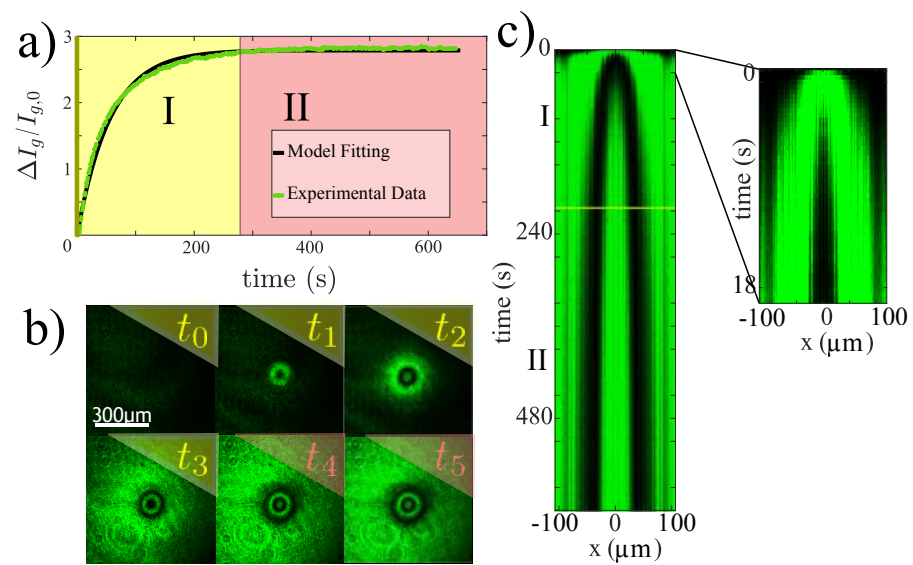 a)
3
2
1
0
ΔI_g/I_{g,0}
I
II
Model Fitting
Experimental Data
200
400
600
time (s)
b)
t_0
t_1
t_2
300μm
t_3
t_4
t_5
c)
0
I
240
time (s)
II
480
-100
0
100
x (μm)
0
time (s)
18
-100
0
100
x (μm)